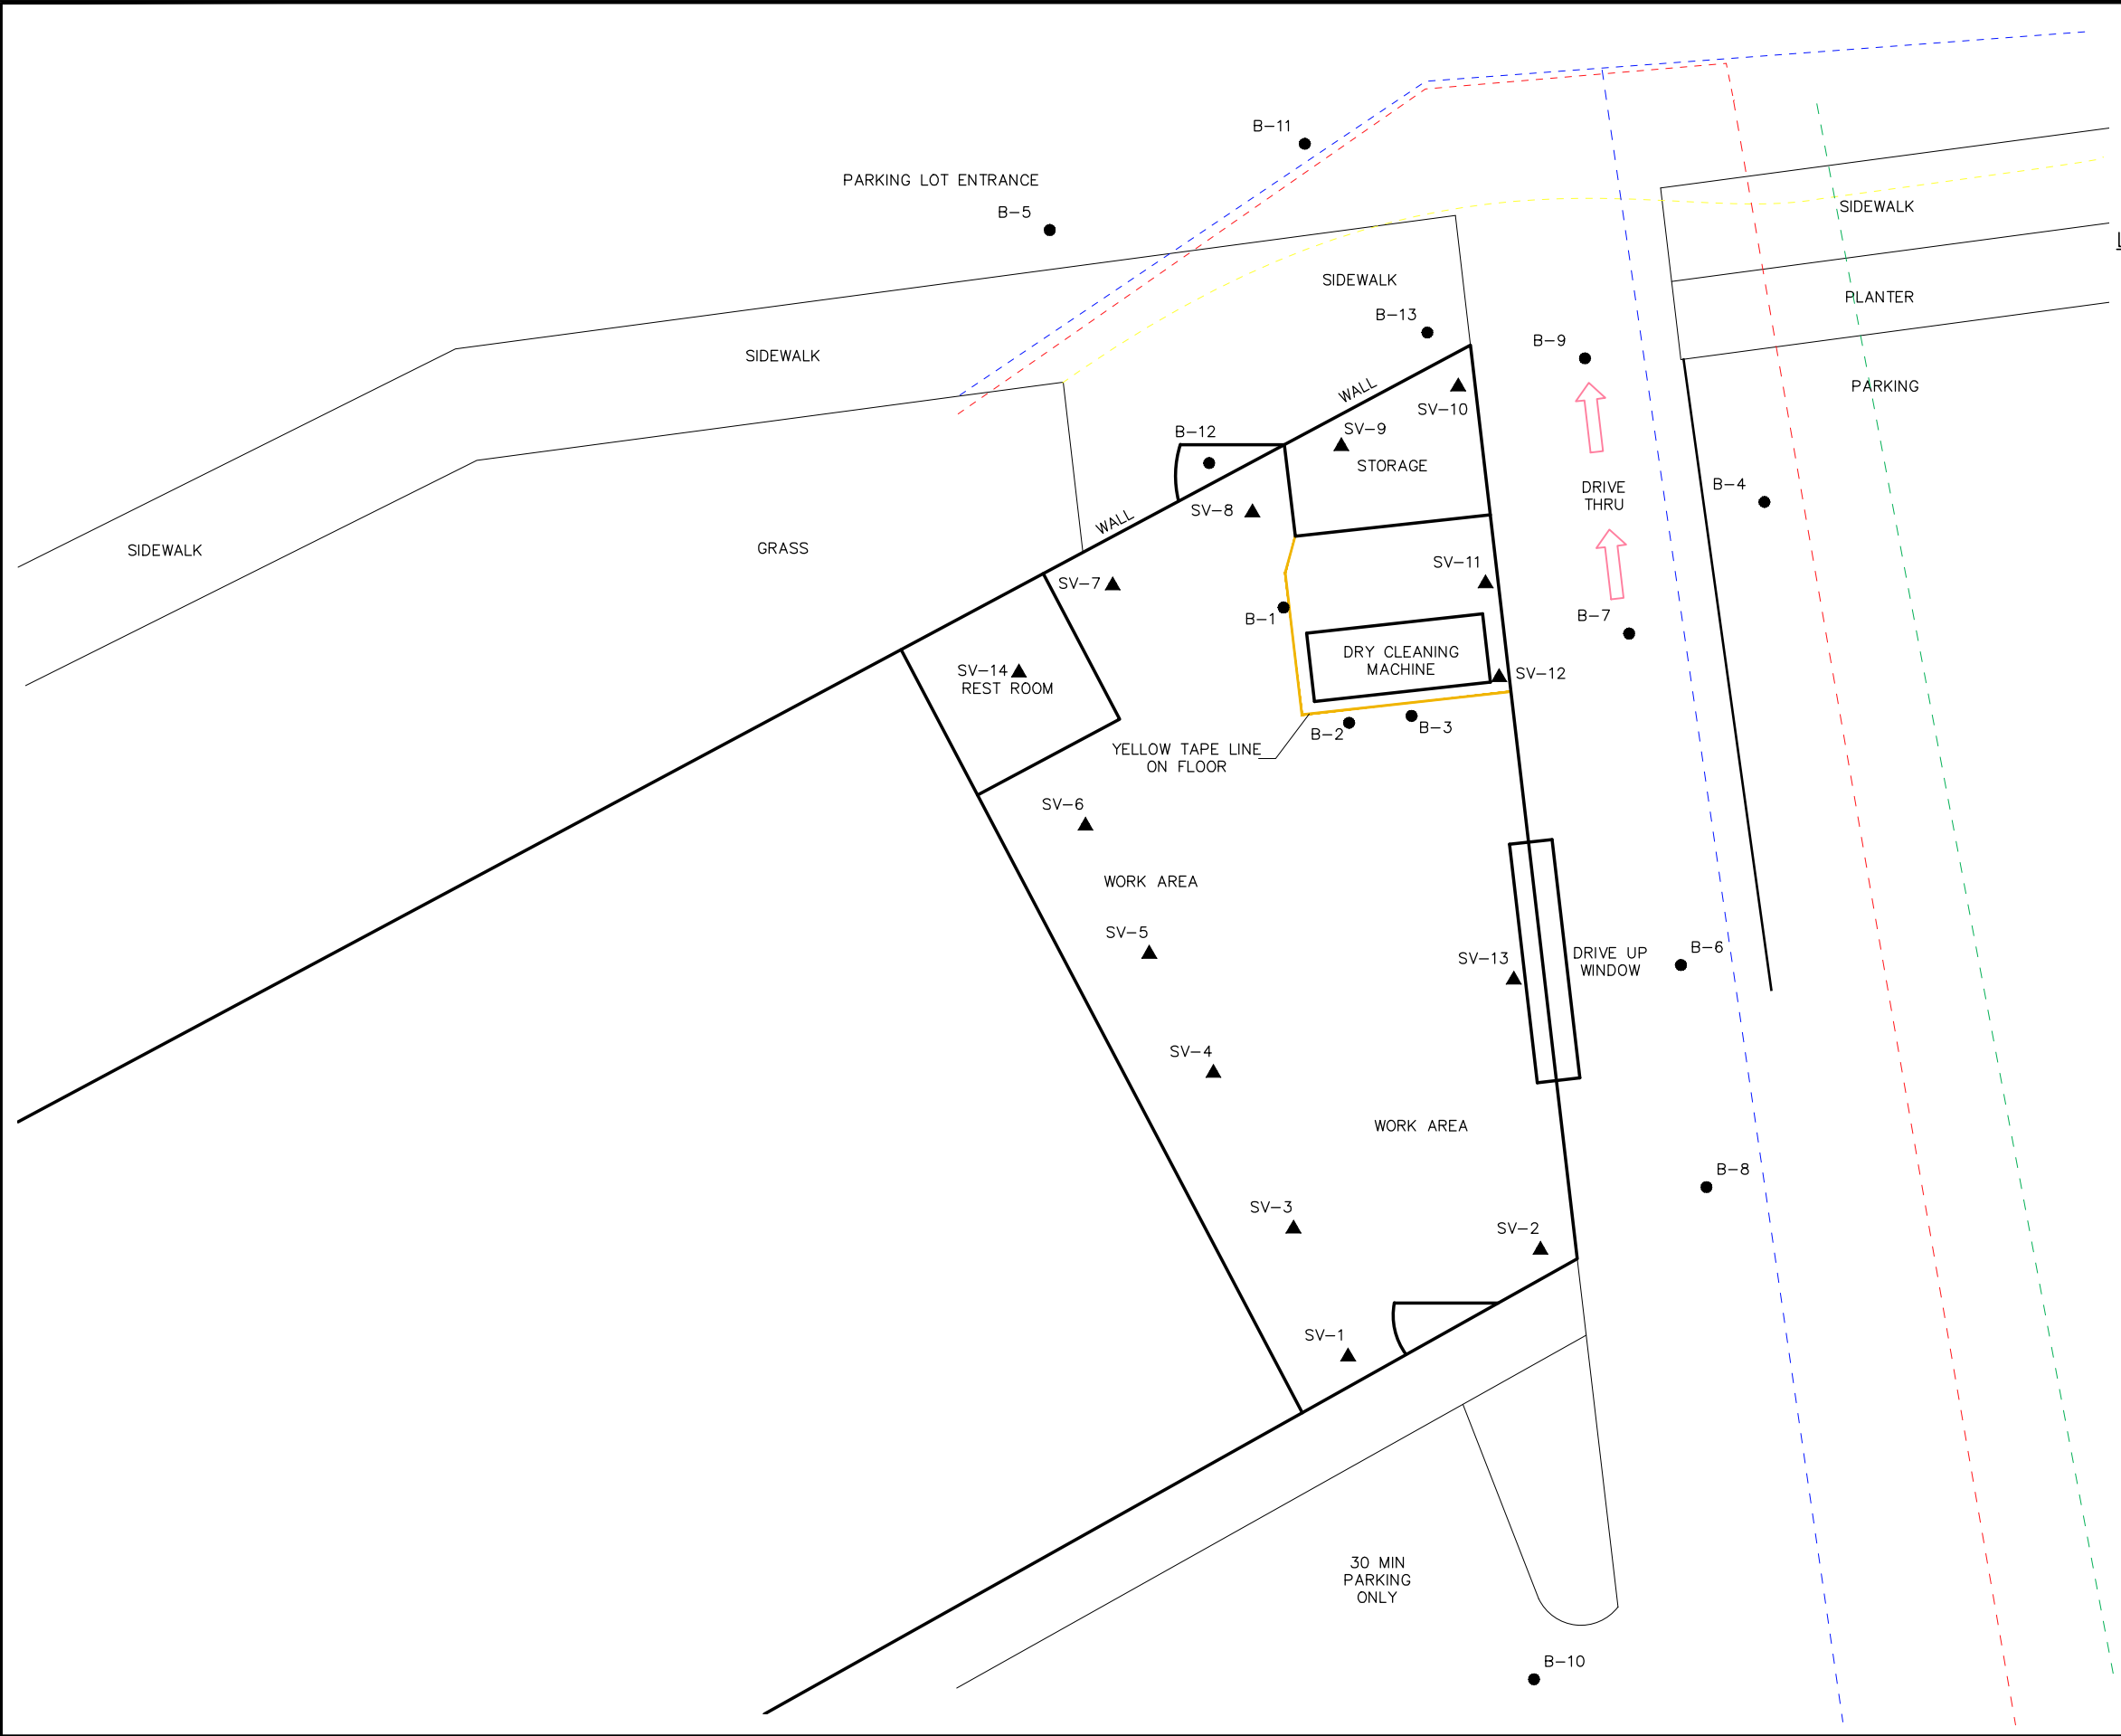 B-11
PARKING LOT ENTRANCE
B-5
SIDEWALK
SIDEWALK
PLANTER
B-13
B-9
SIDEWALK
PARKING
WALL
SV-10
SV-9
B-12
STORAGE
B-4
DRIVE
THRU
SV-8
WALL
SIDEWALK
GRASS
SV-11
SV-7
B-1
B-7
DRY CLEANING
MACHINE
SV-12
SV-14
REST ROOM
B-2
B-3
YELLOW TAPE LINE
ON FLOOR
SV-6
WORK AREA
SV-5
B-6
DRIVE UP
WINDOW
SV-13
SV-4
WORK AREA
B-8
SV-3
SV-2
SV-1
30 MIN
PARKING
ONLY
B-10